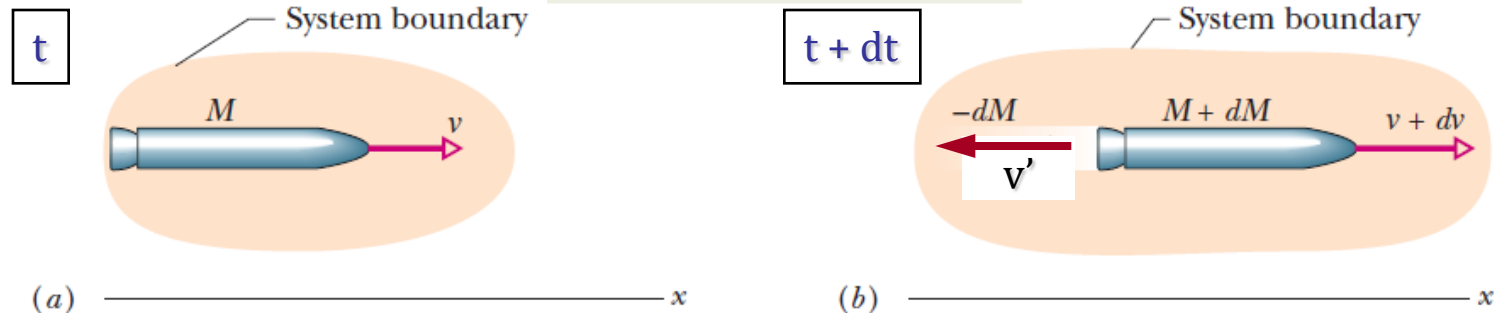 t
System boundary
M
v
(a)
x
t + dt
System boundary
−dM
M + dM
v + dv
v’
(b)
x